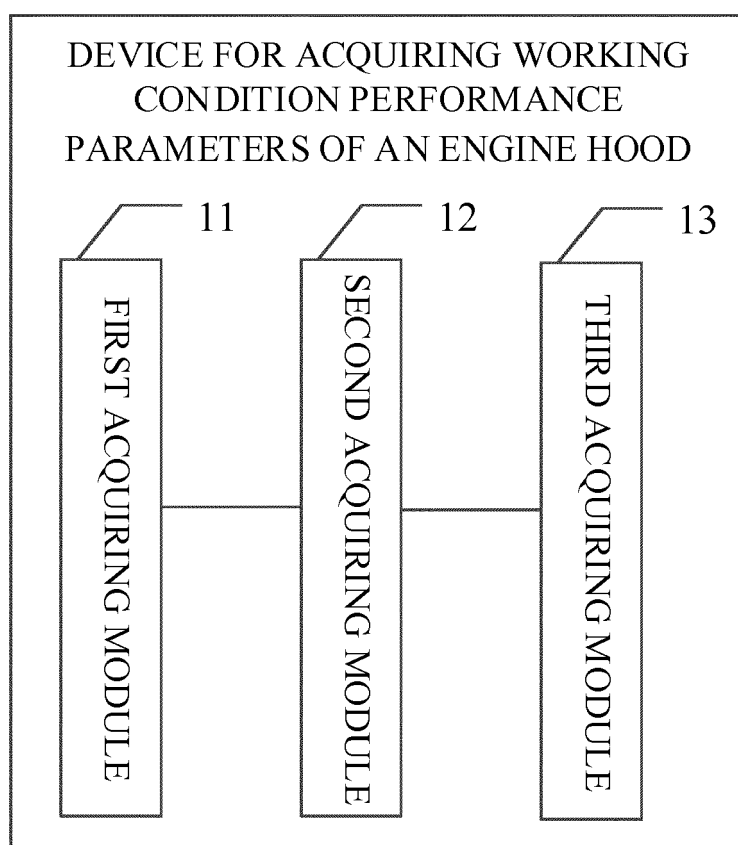 DEVICE FOR ACQUIRING WORKING
CONDITION PERFORMANCE
PARAMETERS OF AN ENGINE HOOD
11
12
13
FIRST ACQUIRING MODULE
SECOND ACQUIRING MODULE
THIRD ACQUIRING MODULE